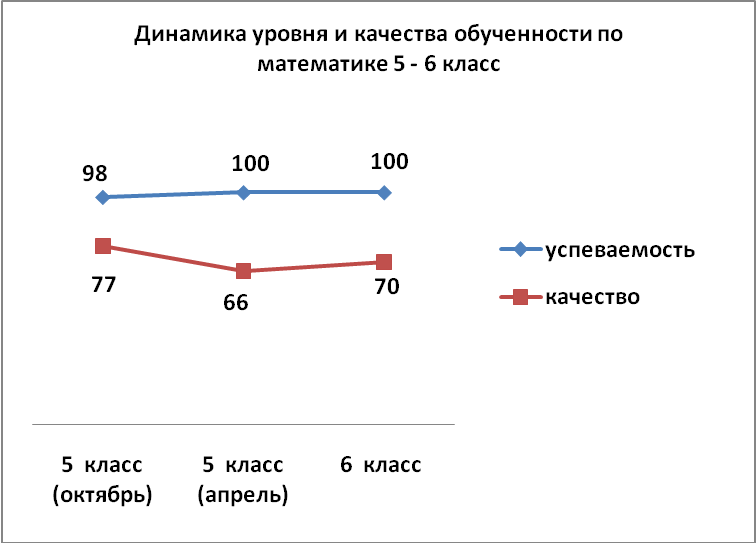 Динамика уровня и качества обученности по
математике 5 - 6 класс
98
100
100
77
66
70
успеваемость
качество
5 класс
(октябрь)
5 класс
(апрель)
6 класс